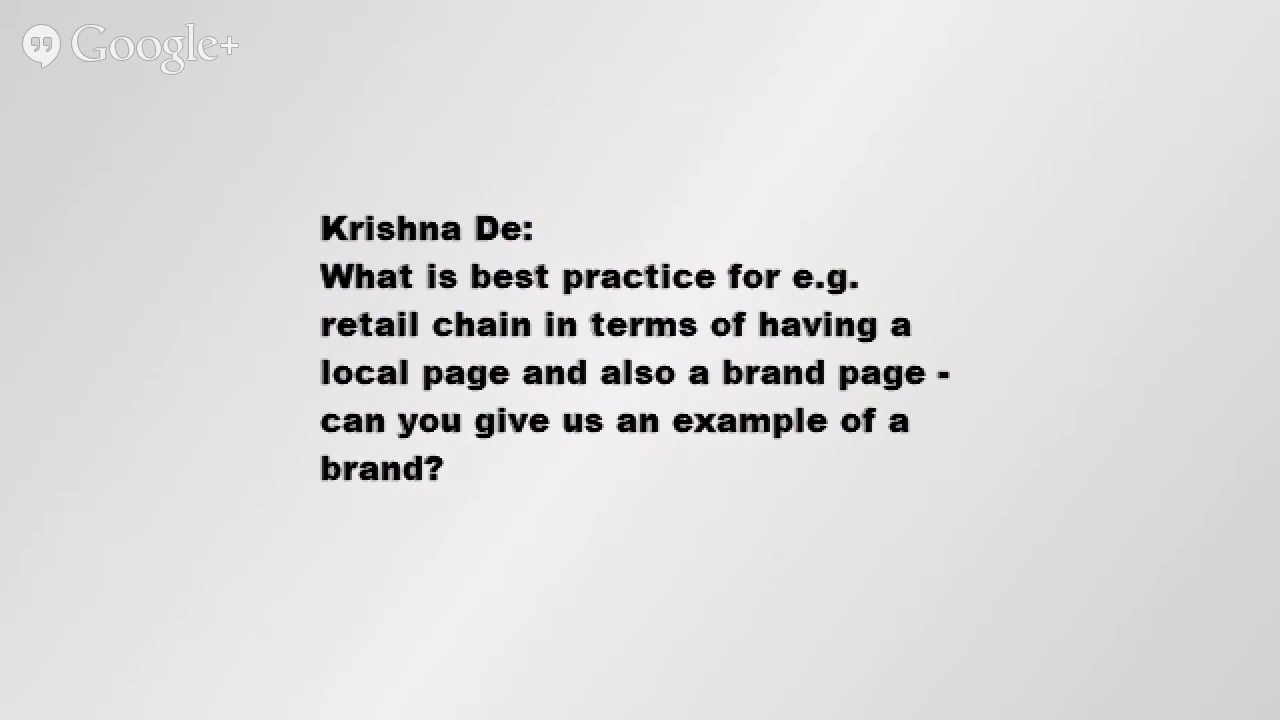 Google+
Krishna De:
What is best practice for e.g.
retail chain in terms of having a
local page and also a brand page -
can you give us an example of a
brand?